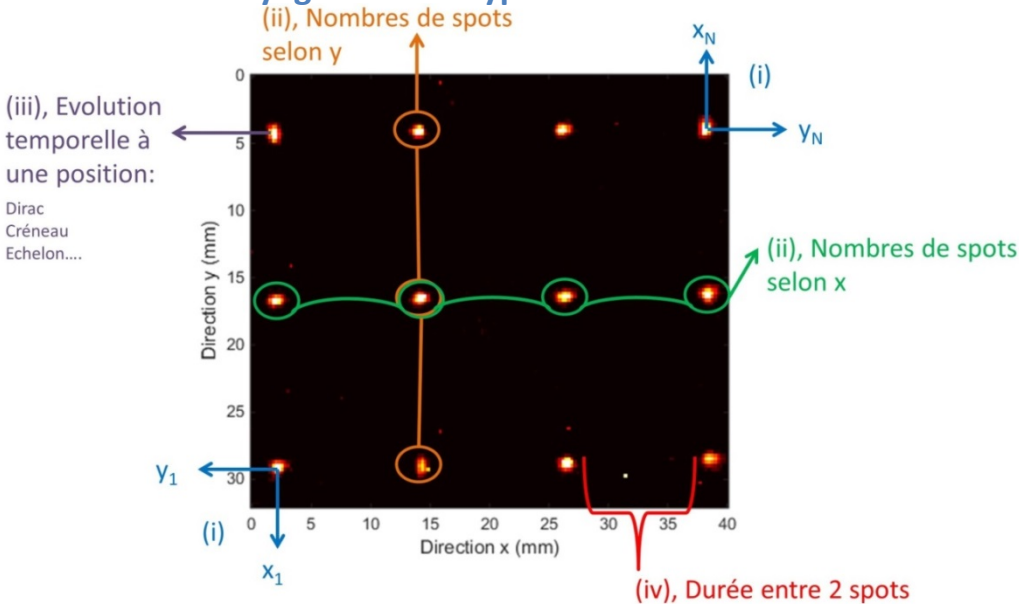 (ii), Nombres de spots
selon y
x_N
(i)
y_N
(iii), Evolution
temporelle à
une position:
Dirac
Créneau
Echelon....
0
5
10
15
20
25
30
Direction y (mm)
(ii), Nombres de spots
selon x
y_1
(i)
x_1
0 5 10 15 20 25 30 35 40
Direction x (mm)
(iv), Durée entre 2 spots